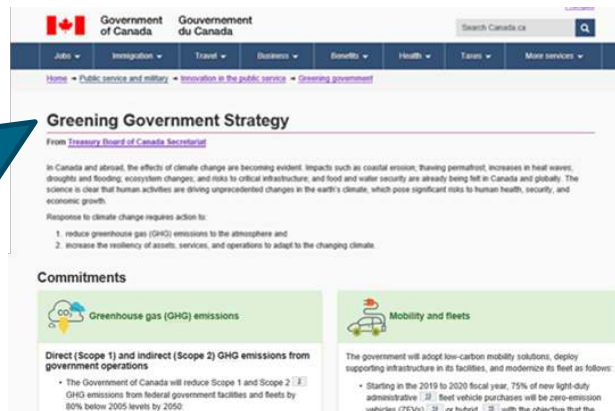 Government
of Canada
Gouvernement
du Canada
Search Canada.ca
Jobs
Immigration
Travel
Business
Benefits
Health
Taxes
More services
Home → Public service and military → Innovation in the public service → Greening government
Greening Government Strategy
From Treasury Board of Canada Secretariat
In Canada and abroad, the effects of climate change are becoming evident. Impacts such as coastal erosion; thawing permafrost; increases in heat waves,
droughts and flooding; ecosystem changes; and risks to critical infrastructure; and food and water security are already being felt in Canada and globally. The
science is clear that human activities are driving unprecedented changes in the earth's climate, which pose significant risks to human health, security, and
economic growth.
Response to climate change requires action to:
1. reduce greenhouse gas (GHG) emissions to the atmosphere and
2. increase the resiliency of assets, services, and operations to adapt to the changing climate.
Commitments
CO₂
Greenhouse gas (GHG) emissions
Direct (Scope 1) and indirect (Scope 2) GHG emissions from
government operations
• The Government of Canada will reduce Scope 1 and Scope 2
GHG emissions from federal government facilities and fleets by
80% below 2005 levels by 2050:
Mobility and fleets
The government will adopt low-carbon mobility solutions, deploy
supporting infrastructure in its facilities, and modernize its fleet as follows:
• Starting in the 2019 to 2020 fiscal year, 75% of new light-duty
administrative fleet vehicle purchases will be zero-emission
vehicles (ZEVs) or hybrid with the objective that the